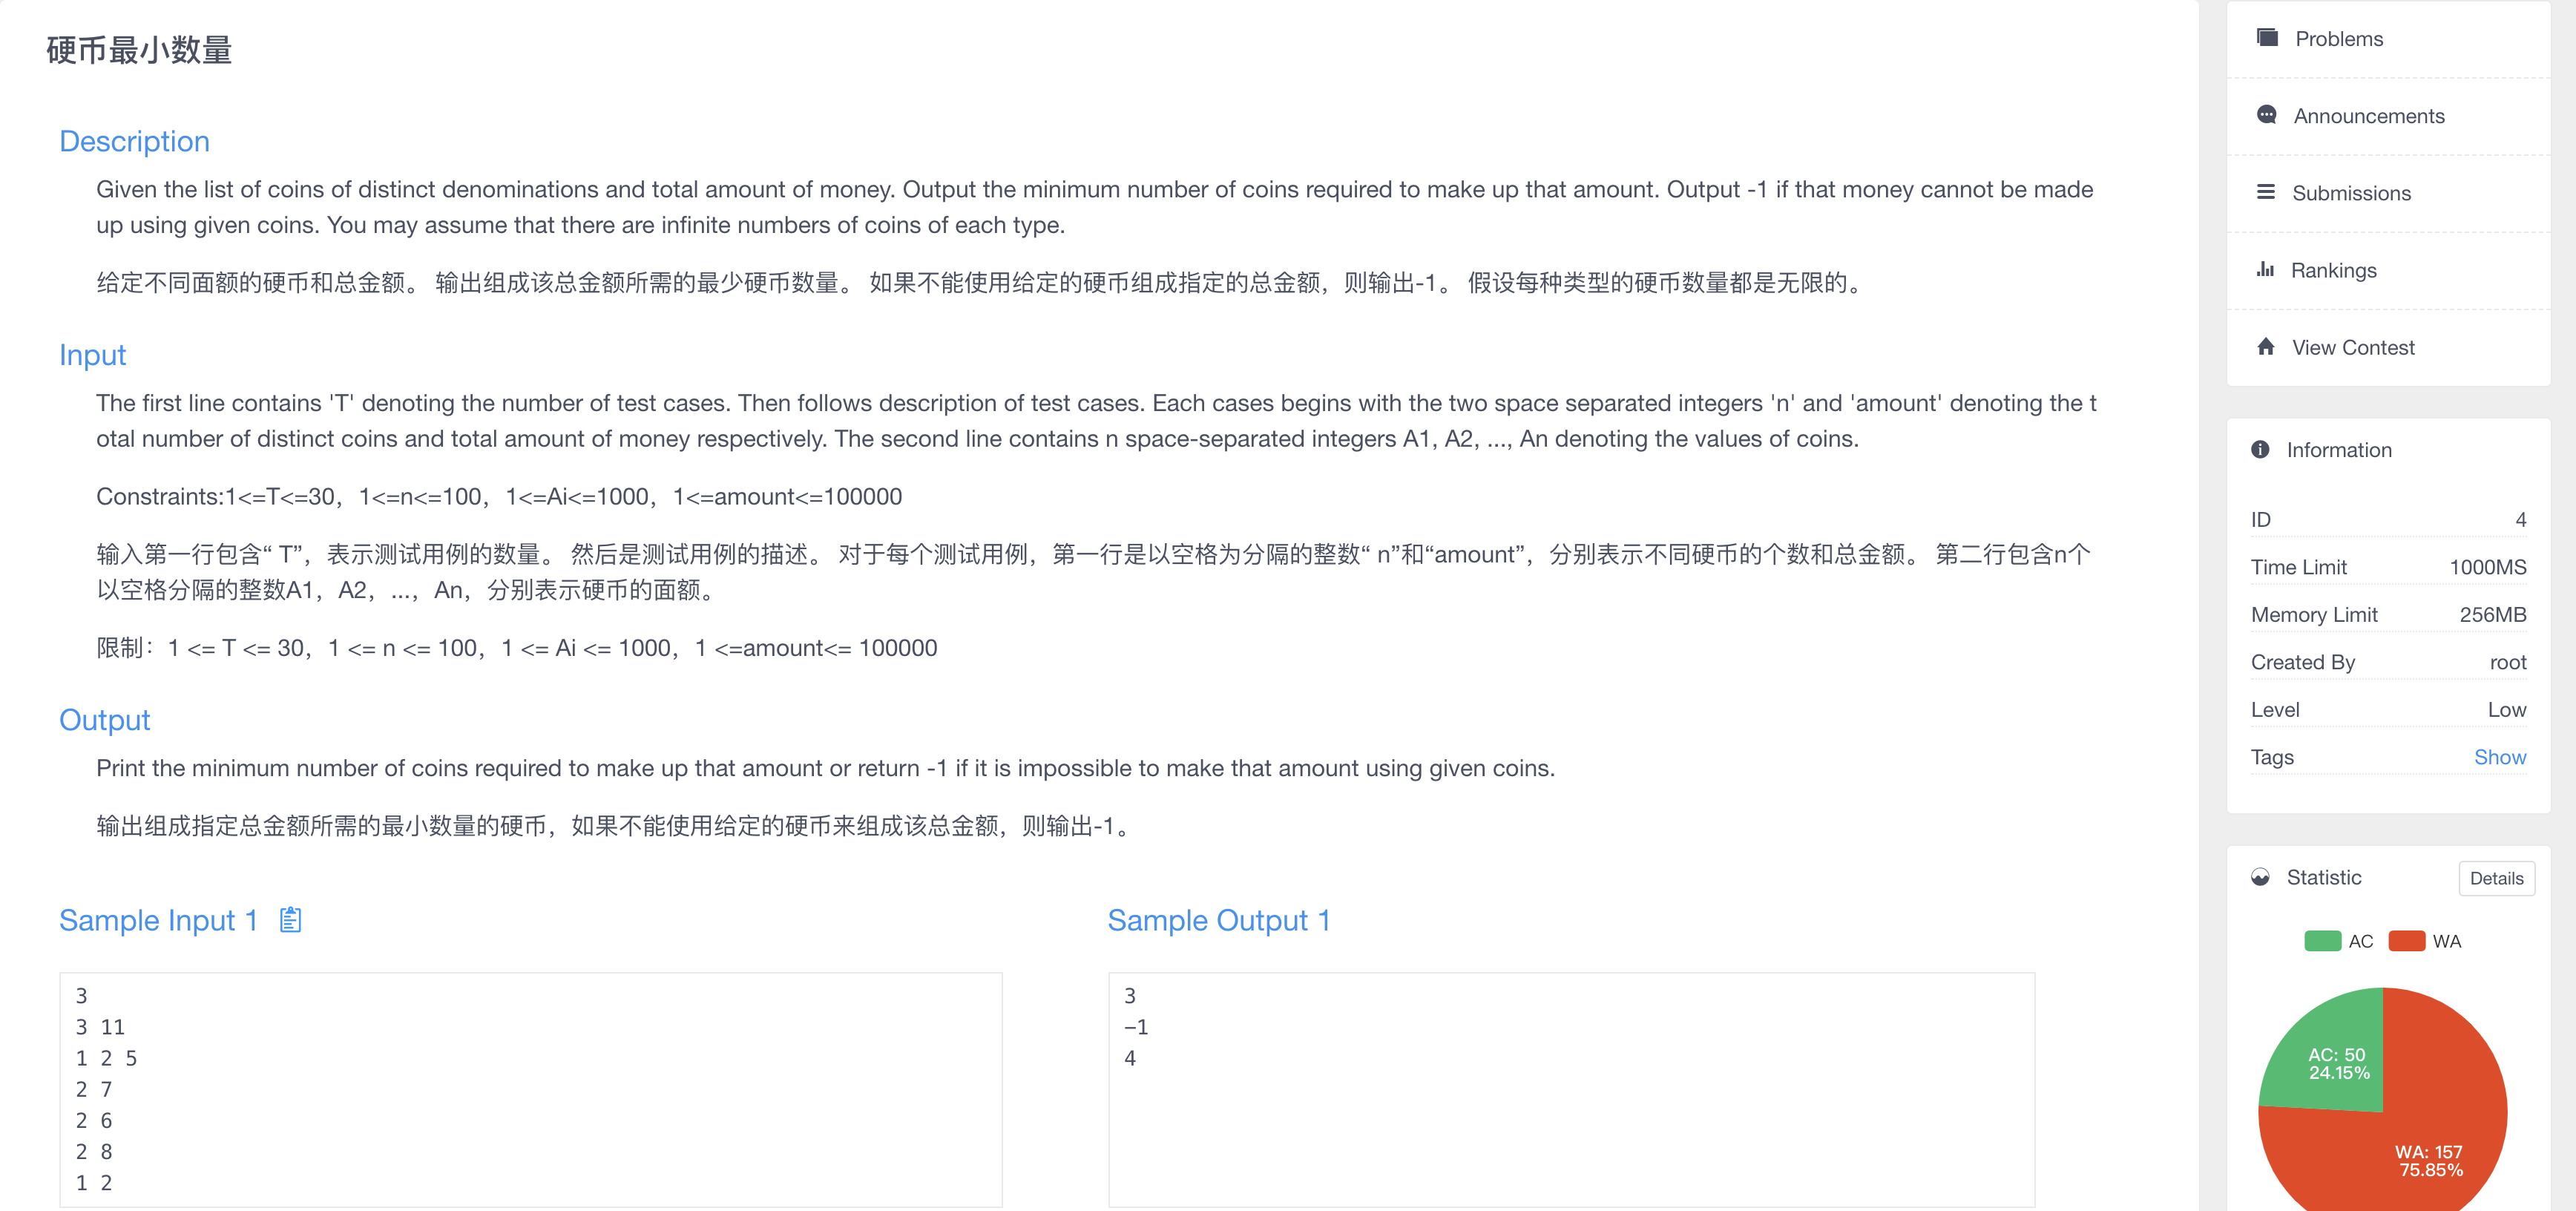 硬币最小数量
Description
Given the list of coins of distinct denominations and total amount of money. Output the minimum number of coins required to make up that amount. Output -1 if that money cannot be made
up using given coins. You may assume that there are infinite numbers of coins of each type.
给定不同面额的硬币和总金额。 输出组成该总金额所需的最少硬币数量。 如果不能使用给定的硬币组成指定的总金额，则输出-1。 假设每种类型的硬币数量都是无限的。
Input
The first line contains 'T' denoting the number of test cases. Then follows description of test cases. Each cases begins with the two space separated integers 'n' and 'amount' denoting the t
otal number of distinct coins and total amount of money respectively. The second line contains n space-separated integers A1, A2, ..., An denoting the values of coins.
Constraints:1<=T<=30，1<=n<=100，1<=Ai<=1000，1<=amount<=100000
输入第一行包含“ T”，表示测试用例的数量。 然后是测试用例的描述。 对于每个测试用例，第一行是以空格为分隔的整数“ n”和“amount”，分别表示不同硬币的个数和总金额。 第二行包含n个
以空格分隔的整数A1，A2，...，An，分别表示硬币的面额。
限制：1 <= T <= 30，1 <= n <= 100，1 <= Ai <= 1000，1 <=amount<= 100000
Output
Print the minimum number of coins required to make up that amount or return -1 if it is impossible to make that amount using given coins.
输出组成指定总金额所需的最小数量的硬币，如果不能使用给定的硬币来组成该总金额，则输出-1。
Sample Input 1
3
3 11
1 2 5
2 7
2 6
2 8
1 2
Sample Output 1
3
-1
4
Problems
Announcements
Submissions
Rankings
View Contest
Information
ID 4
Time Limit 1000MS
Memory Limit 256MB
Created By root
Level Low
Tags Show
Statistic Details
AC WA
AC: 50
24.15%
WA: 157
75.85%